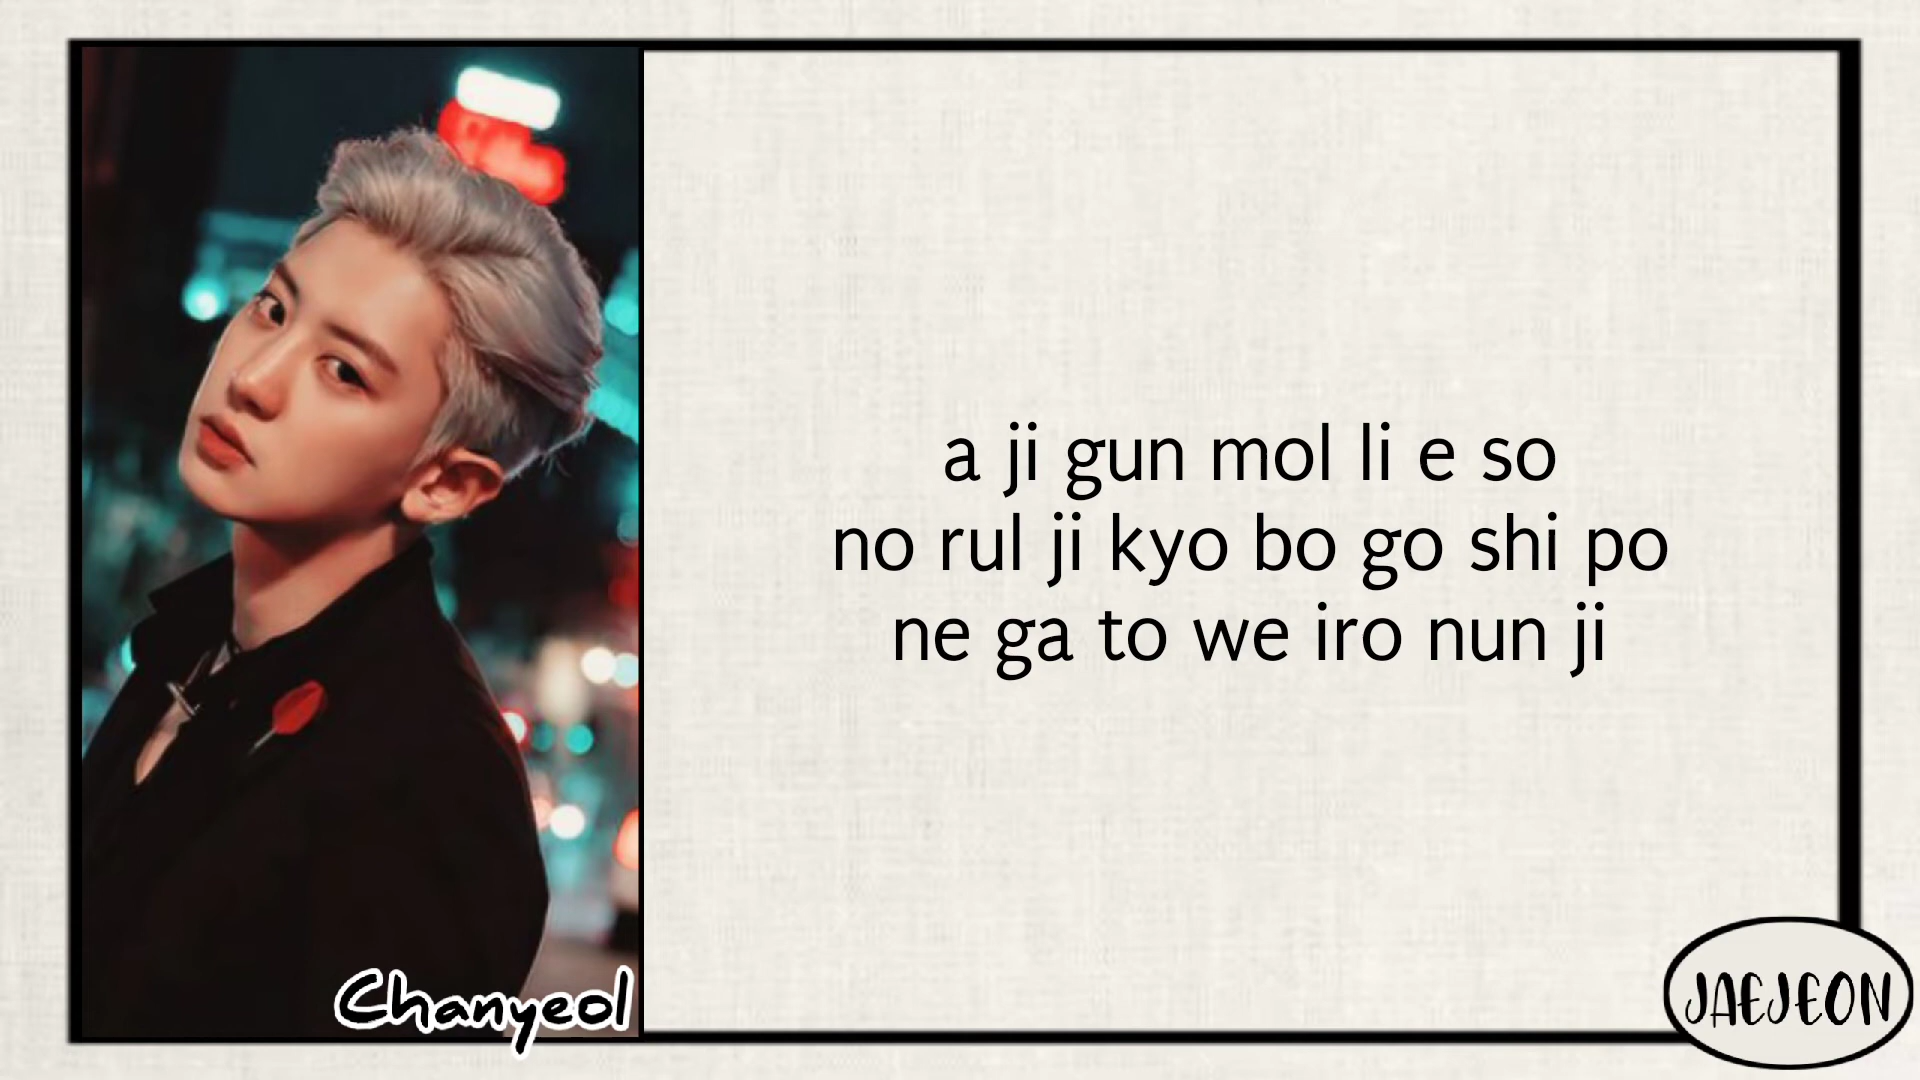 a ji gun mol li e so
no rul ji kyo bo go shi po
ne ga to we iro nun ji
Chanyeol
JAEJEON